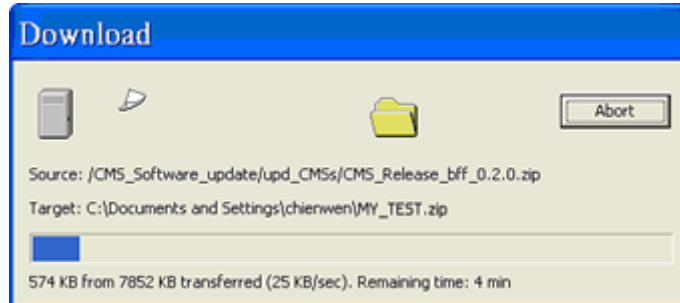 Download
Abort
Source: /CMS_Software_update/upd_CMSs/CMS_Release_bff_0.2.0.zip
Target: C:\Documents and Settings\chienwen\MY_TEST.zip
574 KB from 7852 KB transferred (25 KB/sec). Remaining time: 4 min